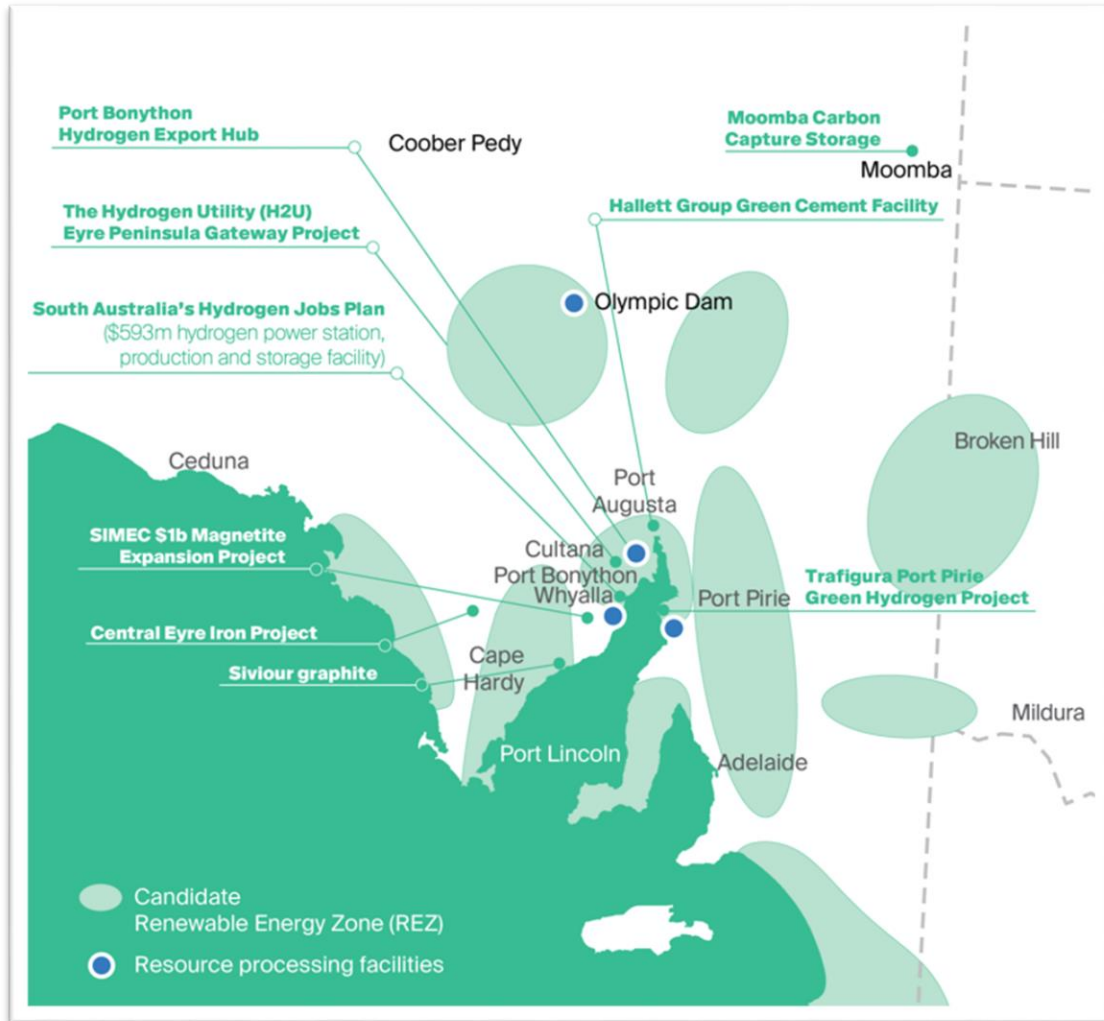 Port Bonython
Hydrogen Export Hub
Coober Pedy
Moomba Carbon
Capture Storage
Moomba
The Hydrogen Utility (H2U)
Eyre Peninsula Gateway Project
Hallett Group Green Cement Facility
South Australia's Hydrogen Jobs Plan
($593m hydrogen power station,
production and storage facility)
Olympic Dam
Ceduna
Broken Hill
Port
Augusta
SIMEC $1b Magnetite
Expansion Project
Cultana
Port Bonython
Whyalla
Port Pirie
Trafigura Port Pirie
Green Hydrogen Project
Central Eyre Iron Project
Siviour graphite
Cape
Hardy
Mildura
Port Lincoln
Adelaide
Candidate
Renewable Energy Zone (REZ)
Resource processing facilities